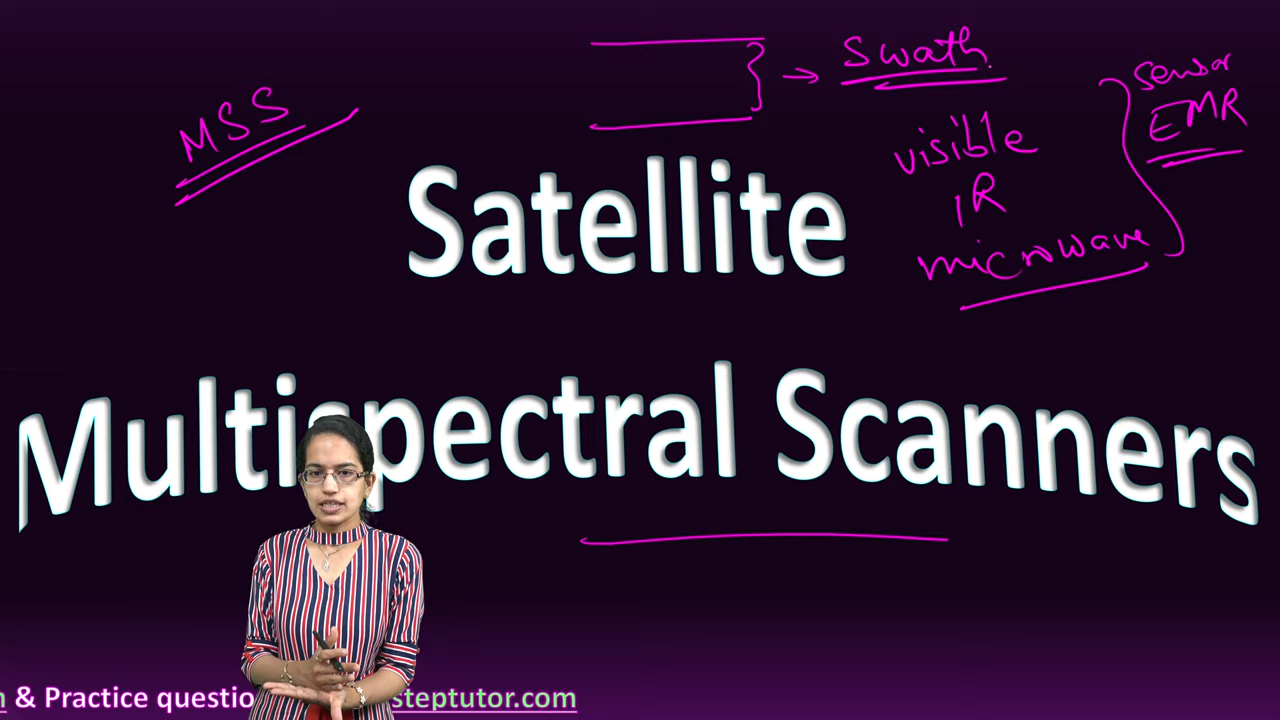 MSS
Swath
sensor
EMR
visible
IR
microwave
Satellite
Multispectral Scanners
& Practice questio steptutor.com